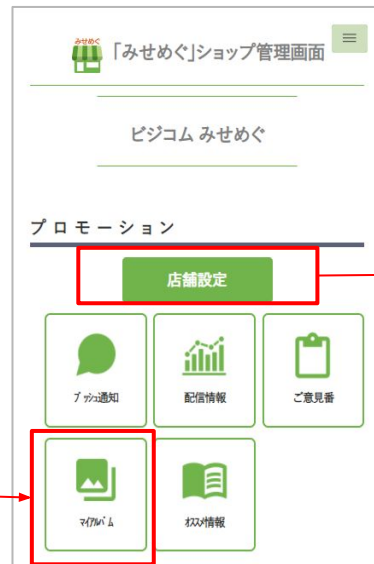 みせめぐ
「みせめぐ」ショップ管理画面
ビジコム みせめぐ
プロモーション
店舗設定
プッシュ通知
配信情報
ご意見番
マイアルバム
オススメ情報